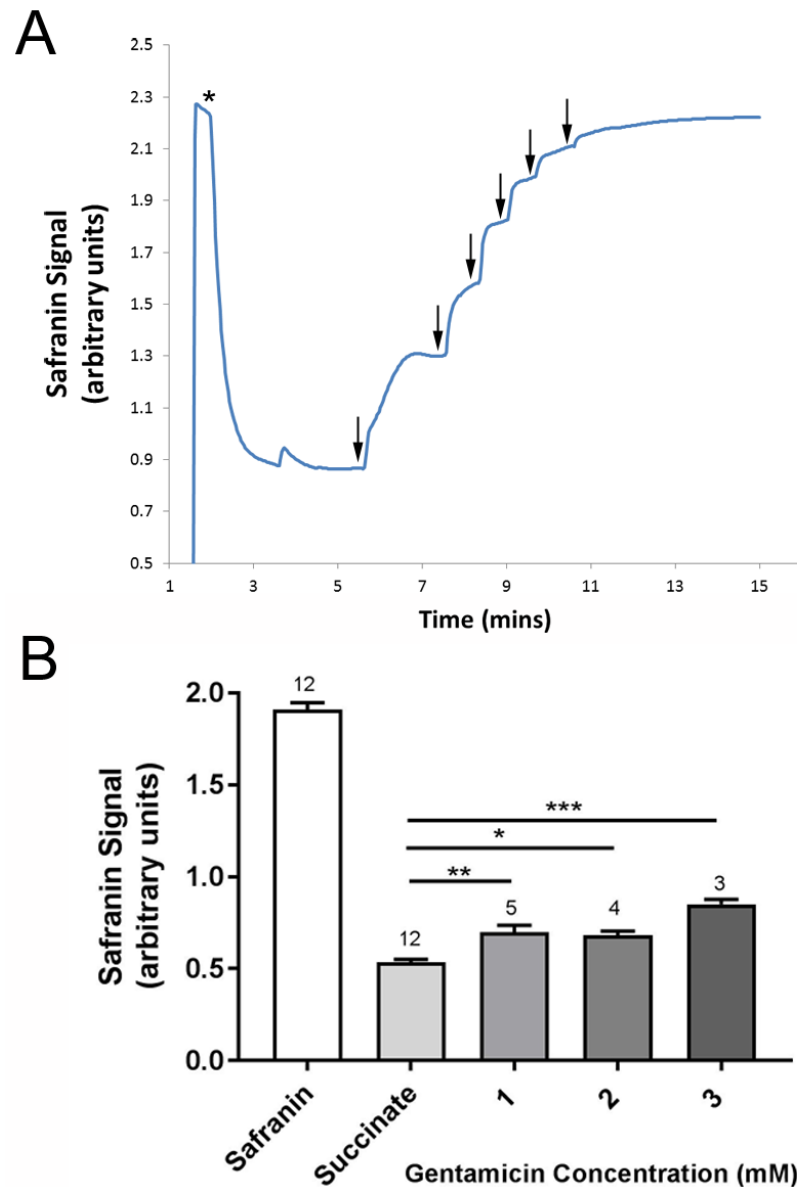 A
2.5
2.3
2.1
1.9
1.7
1.5
1.3
1.1
0.9
0.7
0.5
*
Safranin Signal
(arbitrary units)
1 3 5 7 9 11 13 15
Time (mins)
B
2.0
1.5
1.0
0.5
0.0
Safranin Signal
(arbitrary units)
12
12
5
4
3
***
*
**
Safranin
Succinate
1
2
3
Gentamicin Concentration (mM)